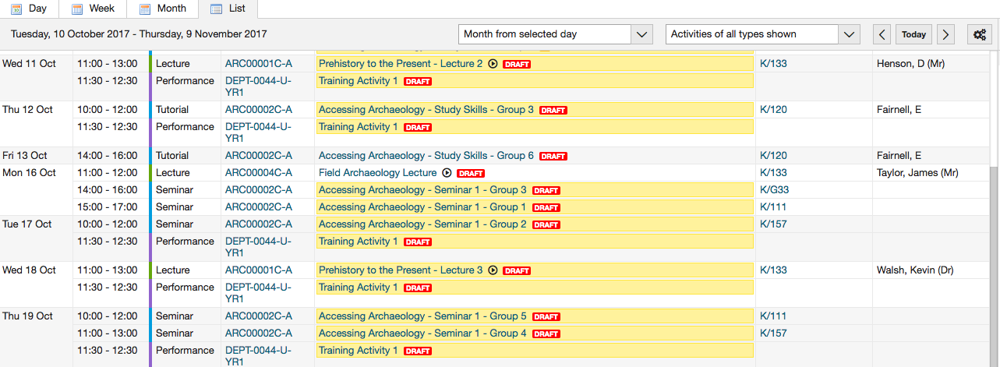 Day Week Month List
Tuesday, 10 October 2017 - Thursday, 9 November 2017 Month from selected day Activities of all types shown Today
Wed 11 Oct 11:00 - 13:00 Lecture ARC00001C-A Prehistory to the Present - Lecture 2 DRAFT K/133 Henson, D (Mr)
11:30 - 12:30 Performance DEPT-0044-U- Training Activity 1 DRAFT
YR1
Thu 12 Oct 10:00 - 12:00 Tutorial ARC00002C-A Accessing Archaeology - Study Skills - Group 3 DRAFT K/120 Fairnell, E
11:30 - 12:30 Performance DEPT-0044-U- Training Activity 1 DRAFT
YR1
Fri 13 Oct 14:00 - 16:00 Tutorial ARC00002C-A Accessing Archaeology - Study Skills - Group 6 DRAFT K/120 Fairnell, E
Mon 16 Oct 11:00 - 12:00 Lecture ARC00004C-A Field Archaeology Lecture DRAFT K/133 Taylor, James (Mr)
14:00 - 16:00 Seminar ARC00002C-A Accessing Archaeology - Seminar 1 - Group 3 DRAFT K/G33
15:00 - 17:00 Seminar ARC00002C-A Accessing Archaeology - Seminar 1 - Group 1 DRAFT K/111
Tue 17 Oct 10:00 - 12:00 Seminar ARC00002C-A Accessing Archaeology - Seminar 1 - Group 2 DRAFT K/157
11:30 - 12:30 Performance DEPT-0044-U- Training Activity 1 DRAFT
YR1
Wed 18 Oct 11:00 - 13:00 Lecture ARC00001C-A Prehistory to the Present - Lecture 3 DRAFT K/133 Walsh, Kevin (Dr)
11:30 - 12:30 Performance DEPT-0044-U- Training Activity 1 DRAFT
YR1
Thu 19 Oct 10:00 - 12:00 Seminar ARC00002C-A Accessing Archaeology - Seminar 1 - Group 5 DRAFT K/111
11:00 - 13:00 Seminar ARC00002C-A Accessing Archaeology - Seminar 1 - Group 4 DRAFT K/157
11:30 - 12:30 Performance DEPT-0044-U- Training Activity 1 DRAFT
YR1